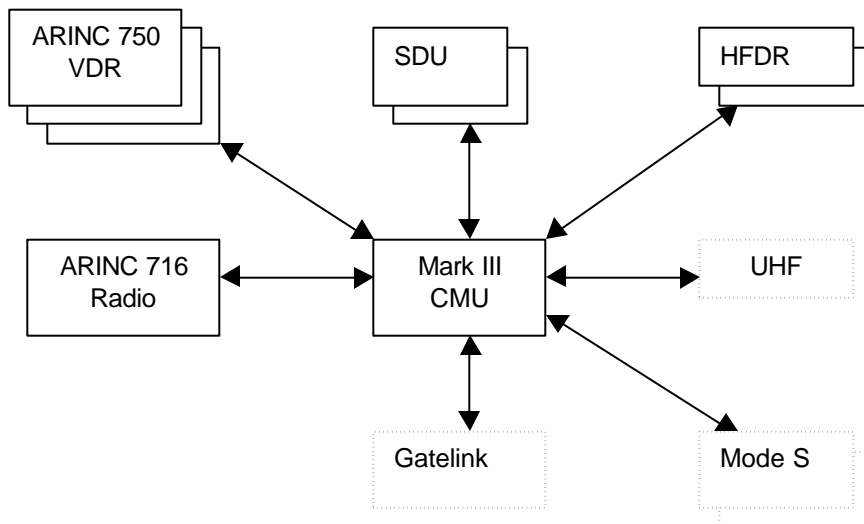 ARINC 750
VDR
SDU
HFDR
ARINC 716
Radio
Mark III
CMU
UHF
Gatelink
Mode S